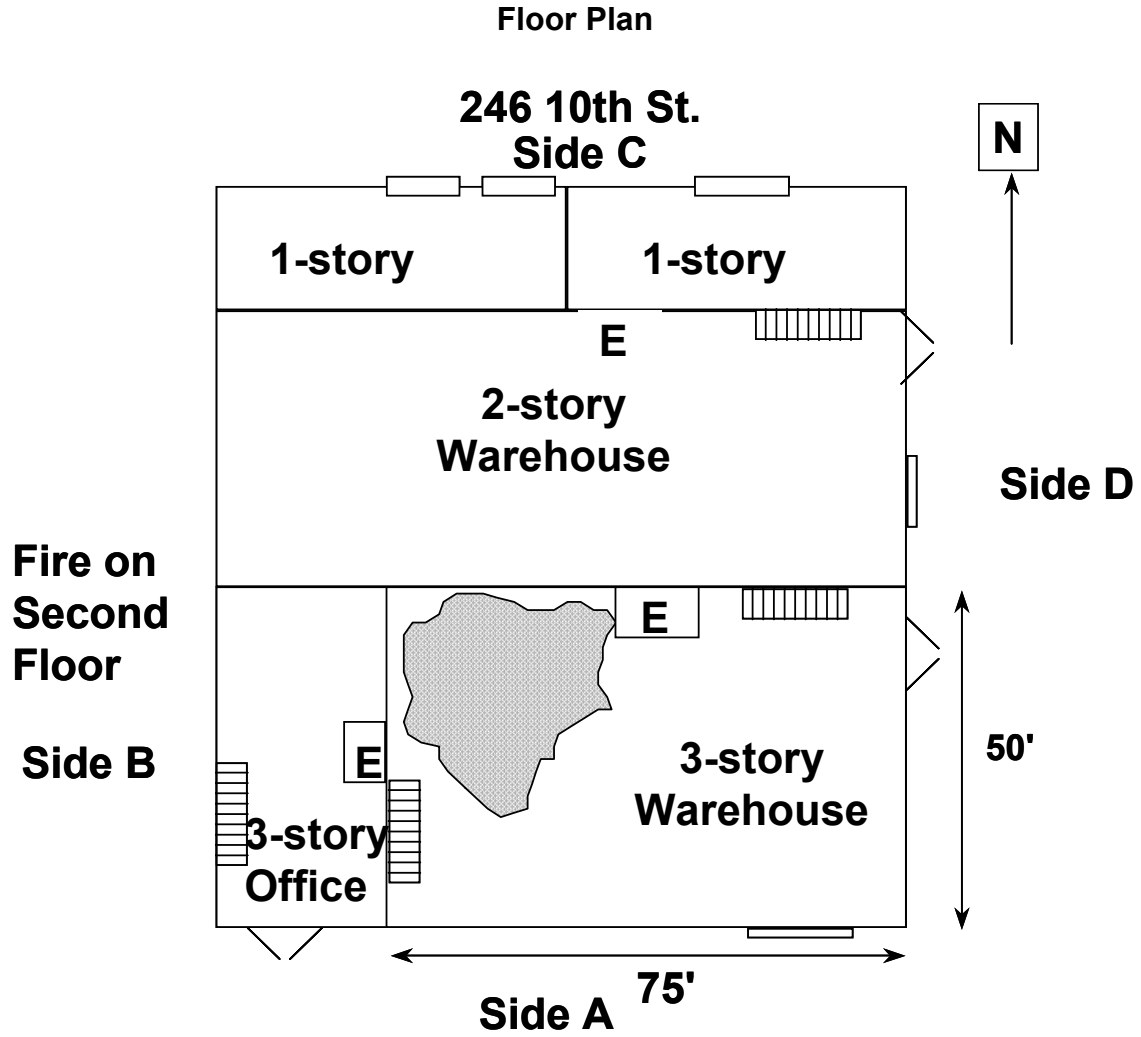 Floor Plan
246 10th St.
Side C
N
1-story
1-story
E
2-story
Warehouse
Side D
Fire on
Second
Floor
E
Side B
E
3-story
Warehouse
50'
3-story
Office
75'
Side A